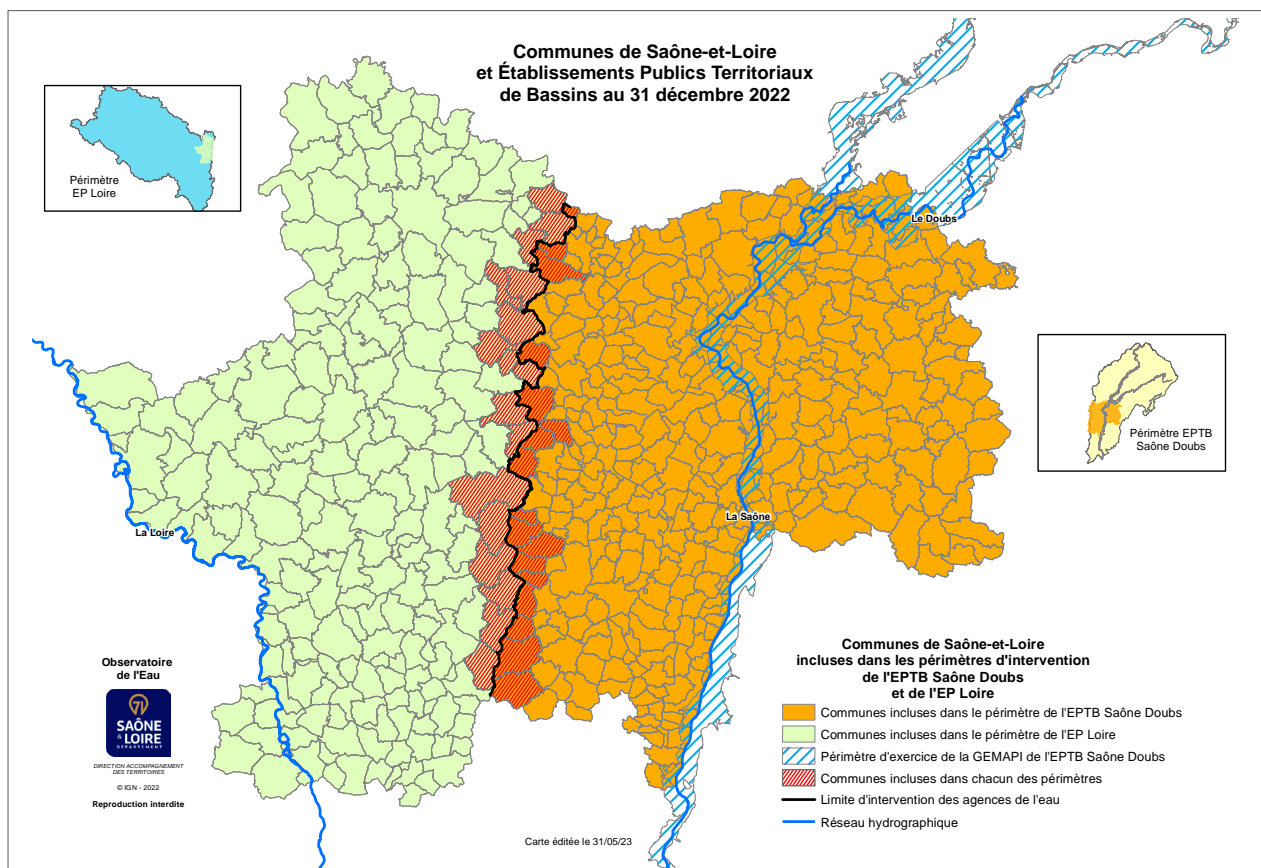 Communes de Saône-et-Loire
et Établissements Publics Territoriaux
de Bassins au 31 décembre 2022
Périmètre
EP Loire
Le Doubs
Périmètre EPTB
Saône Doubs
La Saône
La Loire
Observatoire
de l'Eau
71
SAÔNE
& LOIRE
DÉPARTEMENT
DIRECTION ACCOMPAGNEMENT
DES TERRITOIRES
© IGN - 2022
Reproduction interdite
Communes de Saône-et-Loire
incluses dans les périmètres d'intervention
de l'EPTB Saône Doubs
et de l'EP Loire
Communes incluses dans le périmètre de l'EPTB Saône Doubs
Communes incluses dans le périmètre de l'EP Loire
Périmètre d'exercice de la GEMAPI de l'EPTB Saône Doubs
Communes incluses dans chacun des périmètres
Limite d'intervention des agences de l'eau
Réseau hydrographique
Carte éditée le 31/05/23